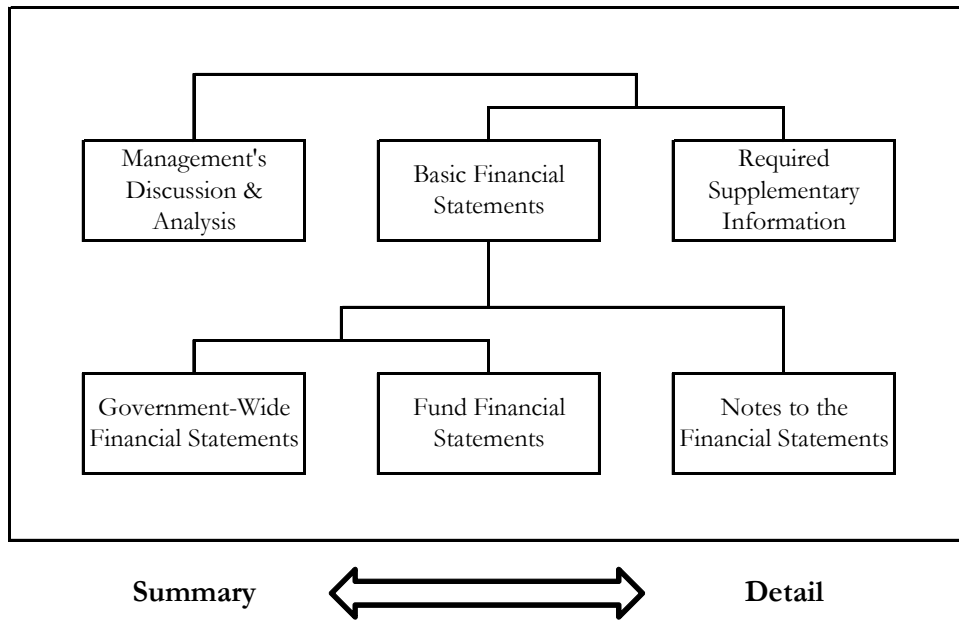 Management's
Discussion &
Analysis
Basic Financial
Statements
Required
Supplementary
Information
Government-Wide
Financial Statements
Fund Financial
Statements
Notes to the
Financial Statements
Summary
Detail